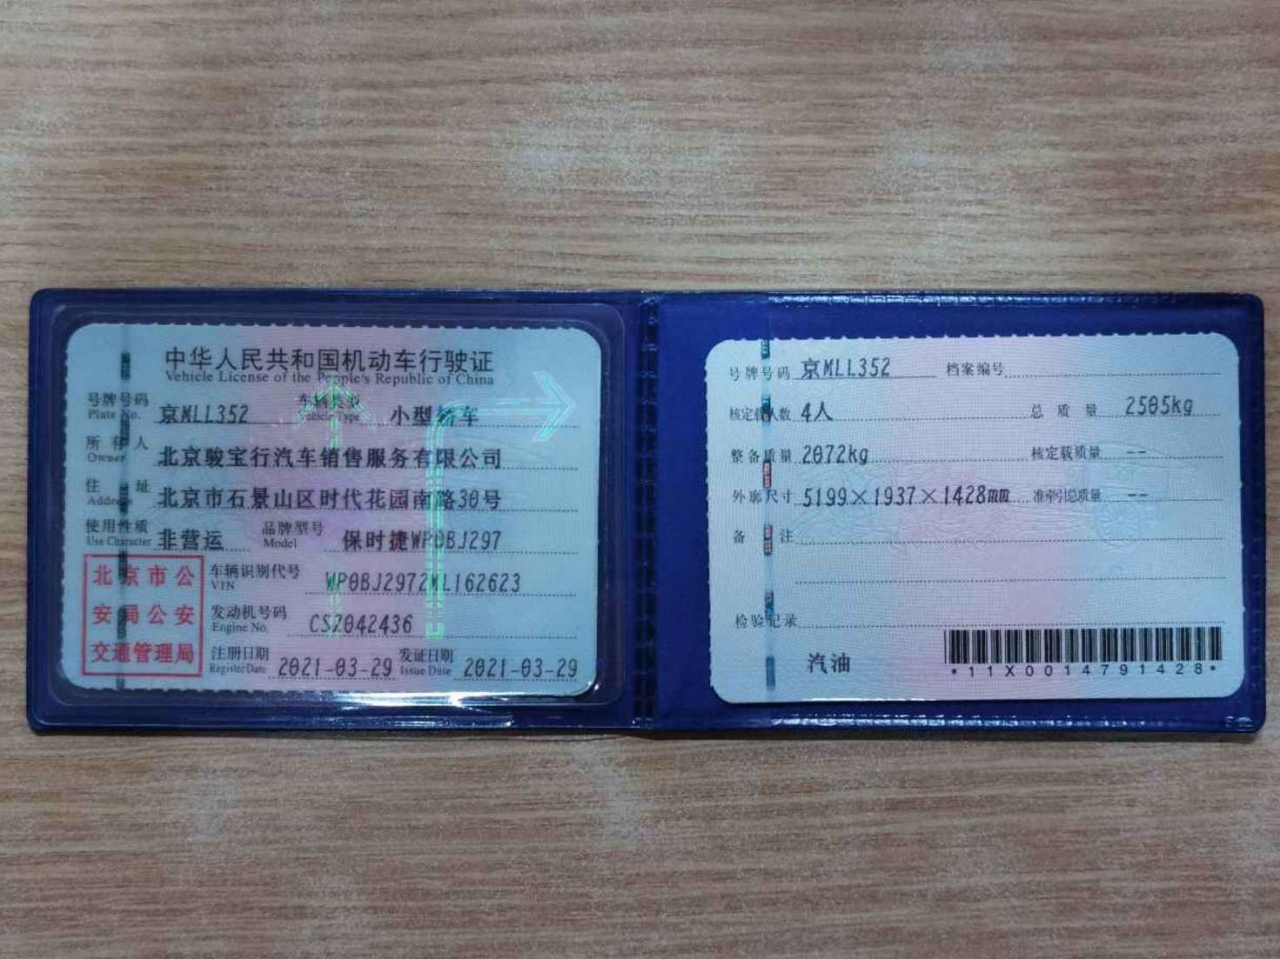 中华人民共和国机动车行驶证
Vehicle License of the People's Republic of China
号牌号码 京MLL352 车辆类型 小型轿车
Plate No. Vehicle Type
所有人 北京骏宝行汽车销售服务有限公司
Owner
住址 北京市石景山区时代花园南路30号
Address
使用性质 非营运 品牌型号 保时捷WP0BJ297
Use Character Model
北京市公
安局公安
交通管理局
车辆识别代号 WP0BJ2972ML162623
VIN
发动机号码 CSZ042436
Engine No.
注册日期 2021-03-29 发证日期 2021-03-29
Register Date Issue Date
号牌号码 京MLL352 档案编号
核定载人数 4人 总质量 2505kg
整备质量 2072kg 核定载质量 --
外廓尺寸 5199×1937×1428mm 准牵引总质量 --
备注
检验记录
汽油
*11X0014791428*